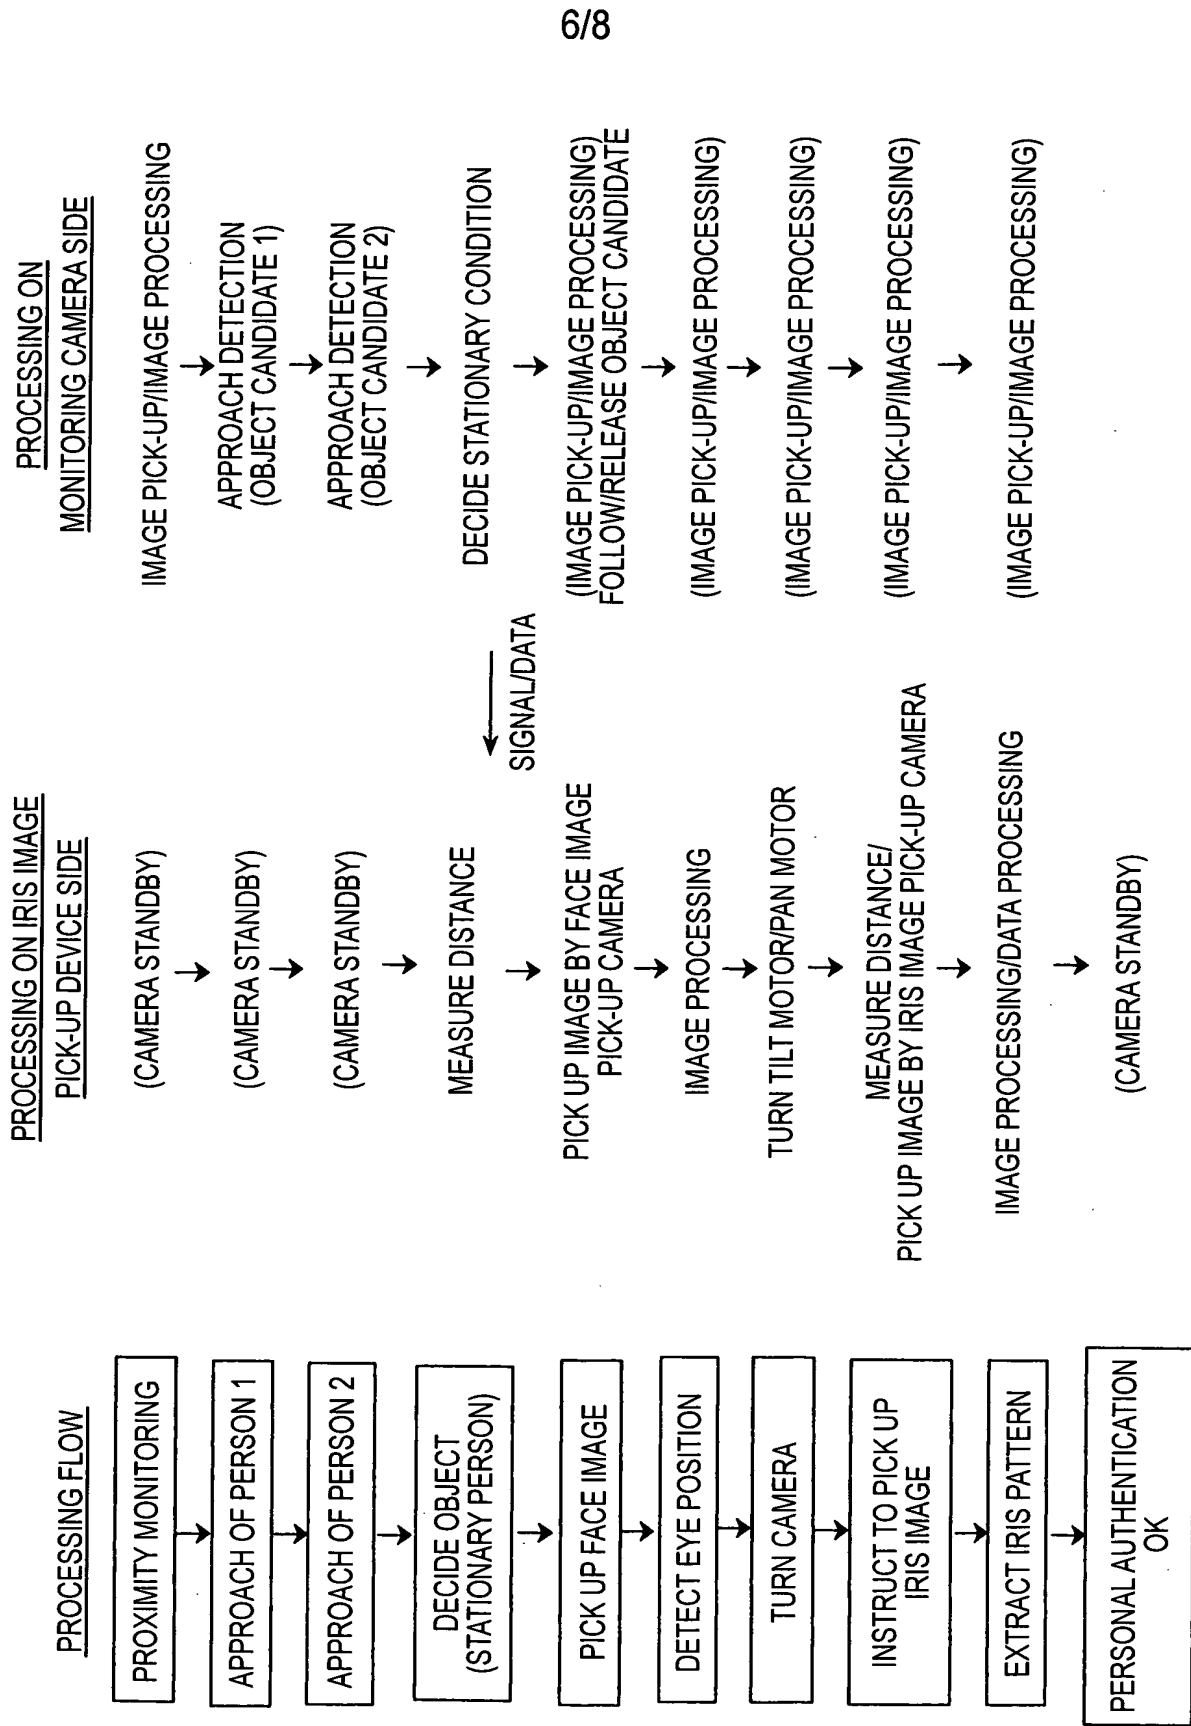 6/8
PROCESSING FLOW
PROXIMITY MONITORING
APPROACH OF PERSON 1
APPROACH OF PERSON 2
DECIDE OBJECT
(STATIONARY PERSON)
PICK UP FACE IMAGE
DETECT EYE POSITION
TURN CAMERA
INSTRUCT TO PICK UP
IRIS IMAGE
EXTRACT IRIS PATTERN
PERSONAL AUTHENTICATION
OK
PROCESSING ON IRIS IMAGE
PICK-UP DEVICE SIDE
(CAMERA STANDBY)
(CAMERA STANDBY)
(CAMERA STANDBY)
MEASURE DISTANCE
PICK UP IMAGE BY FACE IMAGE
PICK-UP CAMERA
IMAGE PROCESSING
TURN TILT MOTOR/PAN MOTOR
MEASURE DISTANCE/
PICK UP IMAGE BY IRIS IMAGE PICK-UP CAMERA
IMAGE PROCESSING/DATA PROCESSING
(CAMERA STANDBY)
SIGNAL/DATA
PROCESSING ON
MONITORING CAMERA SIDE
IMAGE PICK-UP/IMAGE PROCESSING
APPROACH DETECTION
(OBJECT CANDIDATE 1)
APPROACH DETECTION
(OBJECT CANDIDATE 2)
DECIDE STATIONARY CONDITION
(IMAGE PICK-UP/IMAGE PROCESSING)
FOLLOW/RELEASE OBJECT CANDIDATE
(IMAGE PICK-UP/IMAGE PROCESSING)
(IMAGE PICK-UP/IMAGE PROCESSING)
(IMAGE PICK-UP/IMAGE PROCESSING)
(IMAGE PICK-UP/IMAGE PROCESSING)